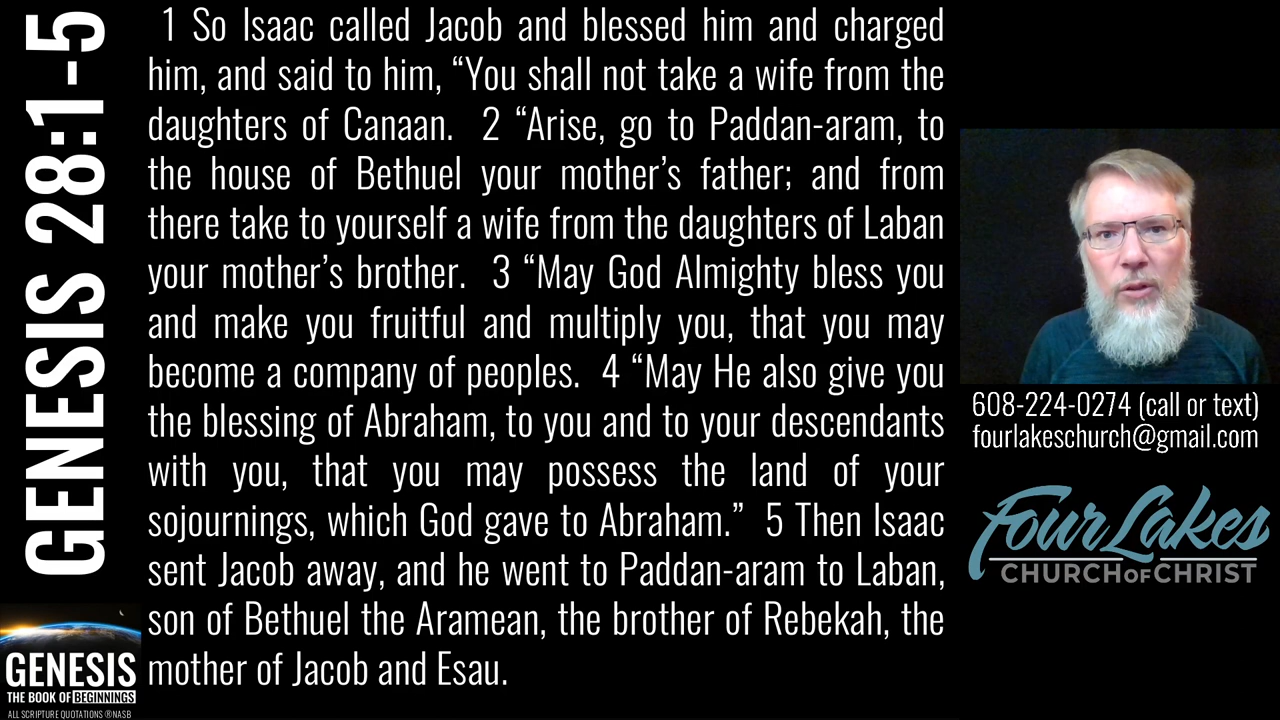 GENESIS 28:1-5
1 So Isaac called Jacob and blessed him and charged
him, and said to him, “You shall not take a wife from the
daughters of Canaan. 2 “Arise, go to Paddan-aram, to
the house of Bethuel your mother’s father; and from
there take to yourself a wife from the daughters of Laban
your mother’s brother. 3 “May God Almighty bless you
and make you fruitful and multiply you, that you may
become a company of peoples. 4 “May He also give you
the blessing of Abraham, to you and to your descendants
with you, that you may possess the land of your
sojournings, which God gave to Abraham.” 5 Then Isaac
sent Jacob away, and he went to Paddan-aram to Laban,
son of Bethuel the Aramean, the brother of Rebekah, the
mother of Jacob and Esau.
GENESIS
THE BOOK OF BEGINNINGS
ALL SCRIPTURE QUOTATIONS ®NASB
608-224-0274 (call or text)
fourlakeschurch@gmail.com
Four Lakes
CHURCH OF CHRIST